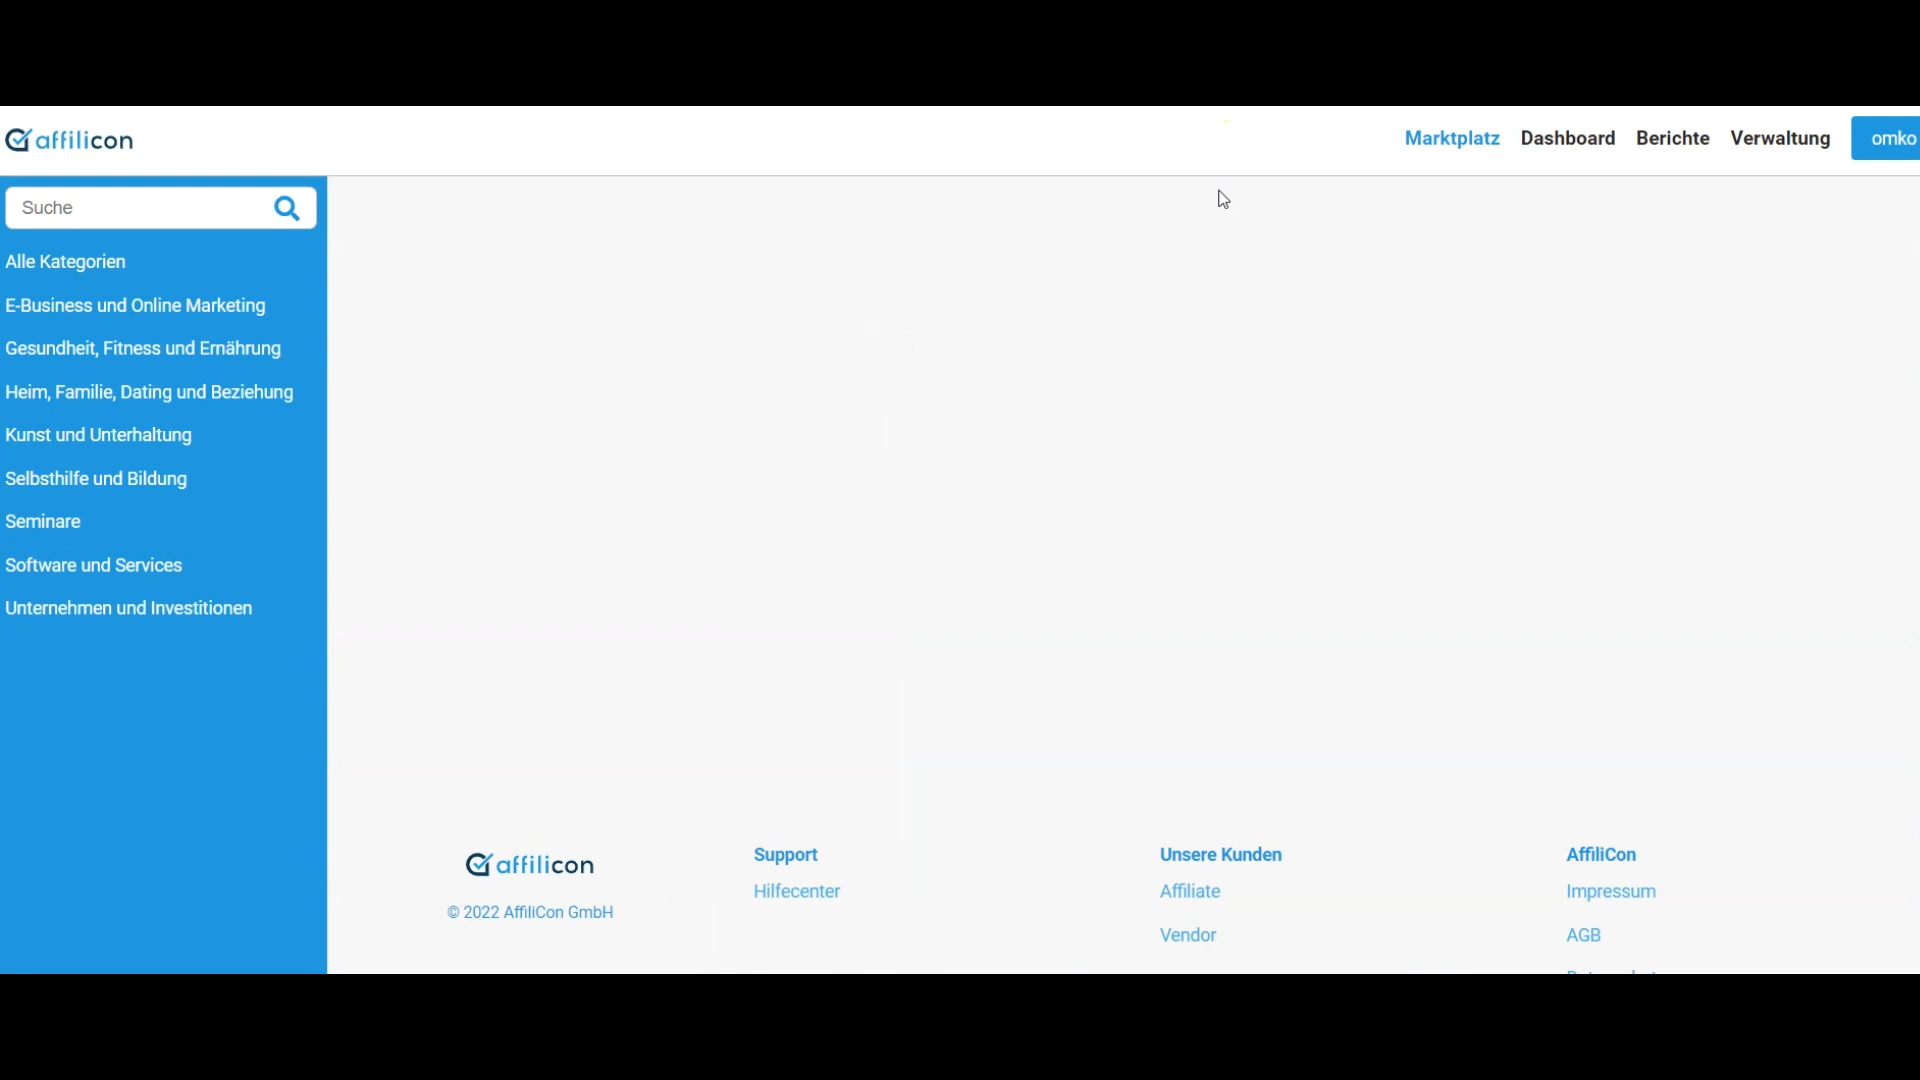 affilicon
Marktplatz Dashboard Berichte Verwaltung omko
Suche
Alle Kategorien
E-Business und Online Marketing
Gesundheit, Fitness und Ernährung
Heim, Familie, Dating und Beziehung
Kunst und Unterhaltung
Selbsthilfe und Bildung
Seminare
Software und Services
Unternehmen und Investitionen
affilicon
© 2022 AffiliCon GmbH
Support
Hilfecenter
Unsere Kunden
Affiliate
Vendor
AffiliCon
Impressum
AGB